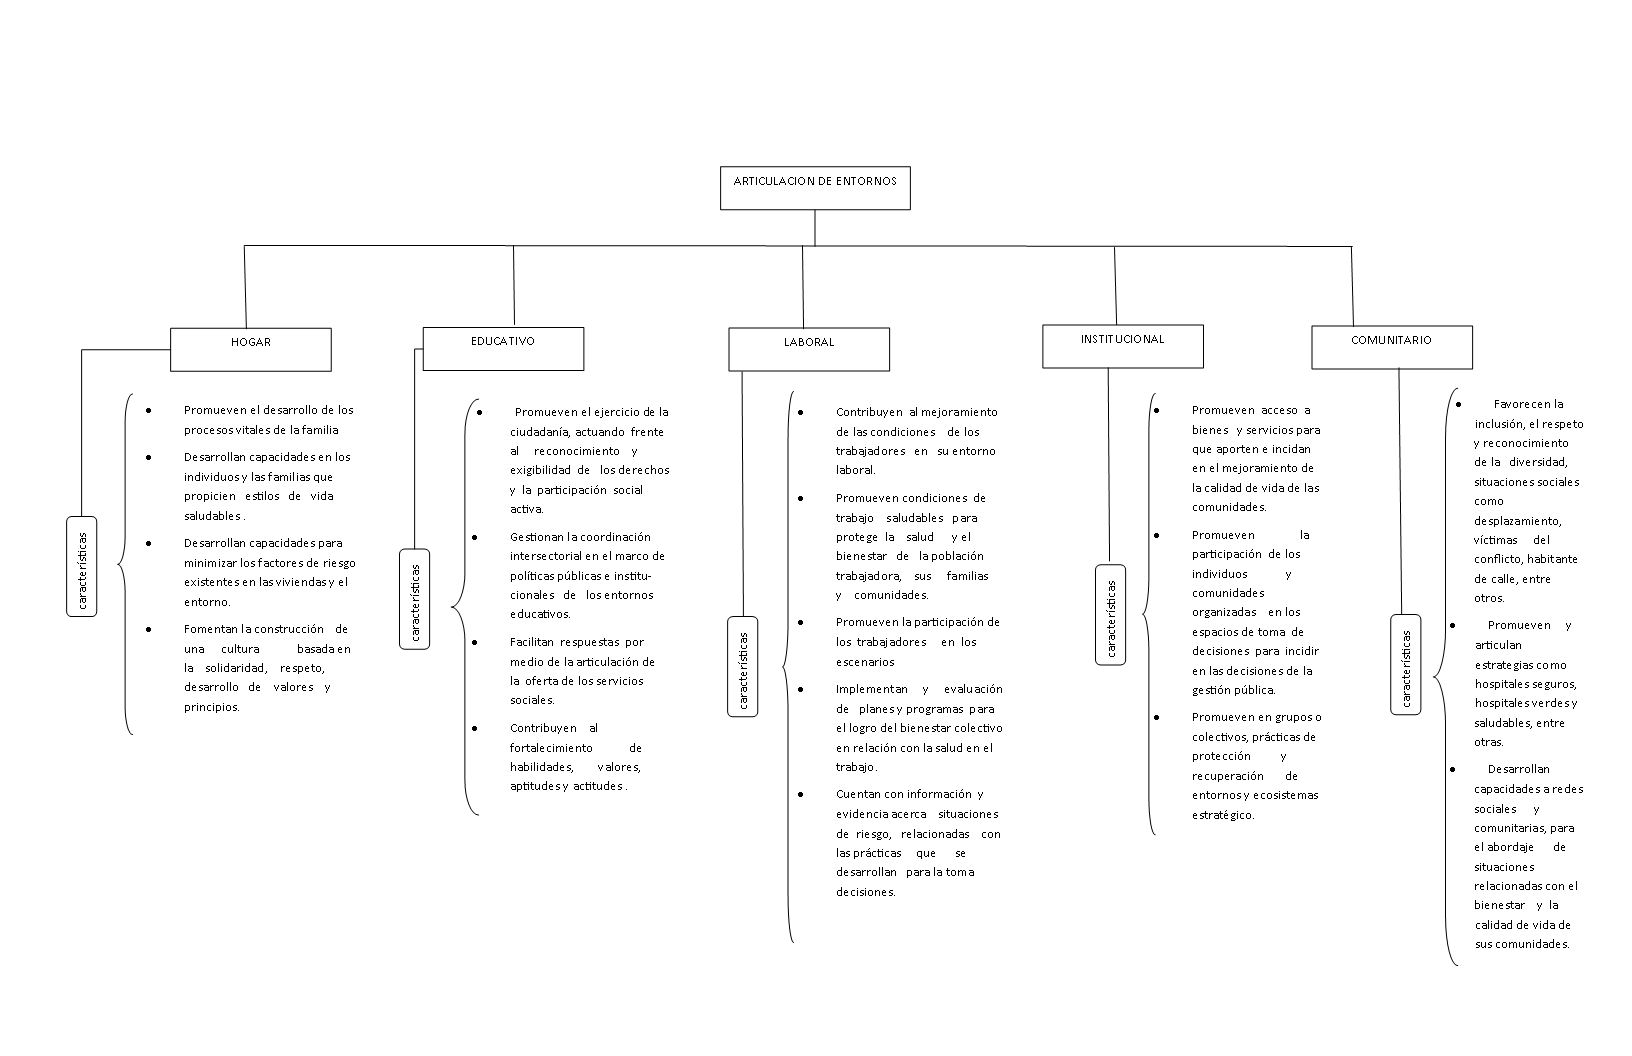 ARTICULACION DE ENTORNOS
HOGAR
características
Promueven el desarrollo de los
procesos vitales de la familia
Desarrollan capacidades en los
individuos y las familias que
propicien estilos de vida
saludables .
Desarrollan capacidades para
minimizar los factores de riesgo
existentes en las viviendas y el
entorno.
Fomentan la construcción de
una cultura basada en
la solidaridad, respeto,
desarrollo de valores y
principios.
EDUCATIVO
características
Promueven el ejercicio de la
ciudadanía, actuando frente
al reconocimiento y
exigibilidad de los derechos
y la participación social
activa.
Gestionan la coordinación
intersectorial en el marco de
políticas públicas e institu-
cionales de los entornos
educativos.
Facilitan respuestas por
medio de la articulación de
la oferta de los servicios
sociales.
Contribuyen al
fortalecimiento de
habilidades, valores,
aptitudes y actitudes .
LABORAL
características
Contribuyen al mejoramiento
de las condiciones de los
trabajadores en su entorno
laboral.
Promueven condiciones de
trabajo saludables para
protege la salud y el
bienestar de la población
trabajadora, sus familias
y comunidades.
Promueven la participación de
los trabajadores en los
escenarios
Implementan y evaluación
de planes y programas para
el logro del bienestar colectivo
en relación con la salud en el
trabajo.
Cuentan con información y
evidencia acerca situaciones
de riesgo, relacionadas con
las prácticas que se
desarrollan para la toma
decisiones.
INSTITUCIONAL
características
Promueven acceso a
bienes y servicios para
que aporten e incidan
en el mejoramiento de
la calidad de vida de las
comunidades.
Promueven la
participación de los
individuos y
comunidades
organizadas en los
espacios de toma de
decisiones para incidir
en las decisiones de la
gestión pública.
Promueven en grupos o
colectivos, prácticas de
protección y
recuperación de
entornos y ecosistemas
estratégico.
COMUNITARIO
características
Favorecen la
inclusión, el respeto
y reconocimiento
de la diversidad,
situaciones sociales
como
desplazamiento,
víctimas del
conflicto, habitante
de calle, entre
otros.
Promueven y
articulan
estrategias como
hospitales seguros,
hospitales verdes y
saludables, entre
otras.
Desarrollan
capacidades a redes
sociales y
comunitarias, para
el abordaje de
situaciones
relacionadas con el
bienestar y la
calidad de vida de
sus comunidades.